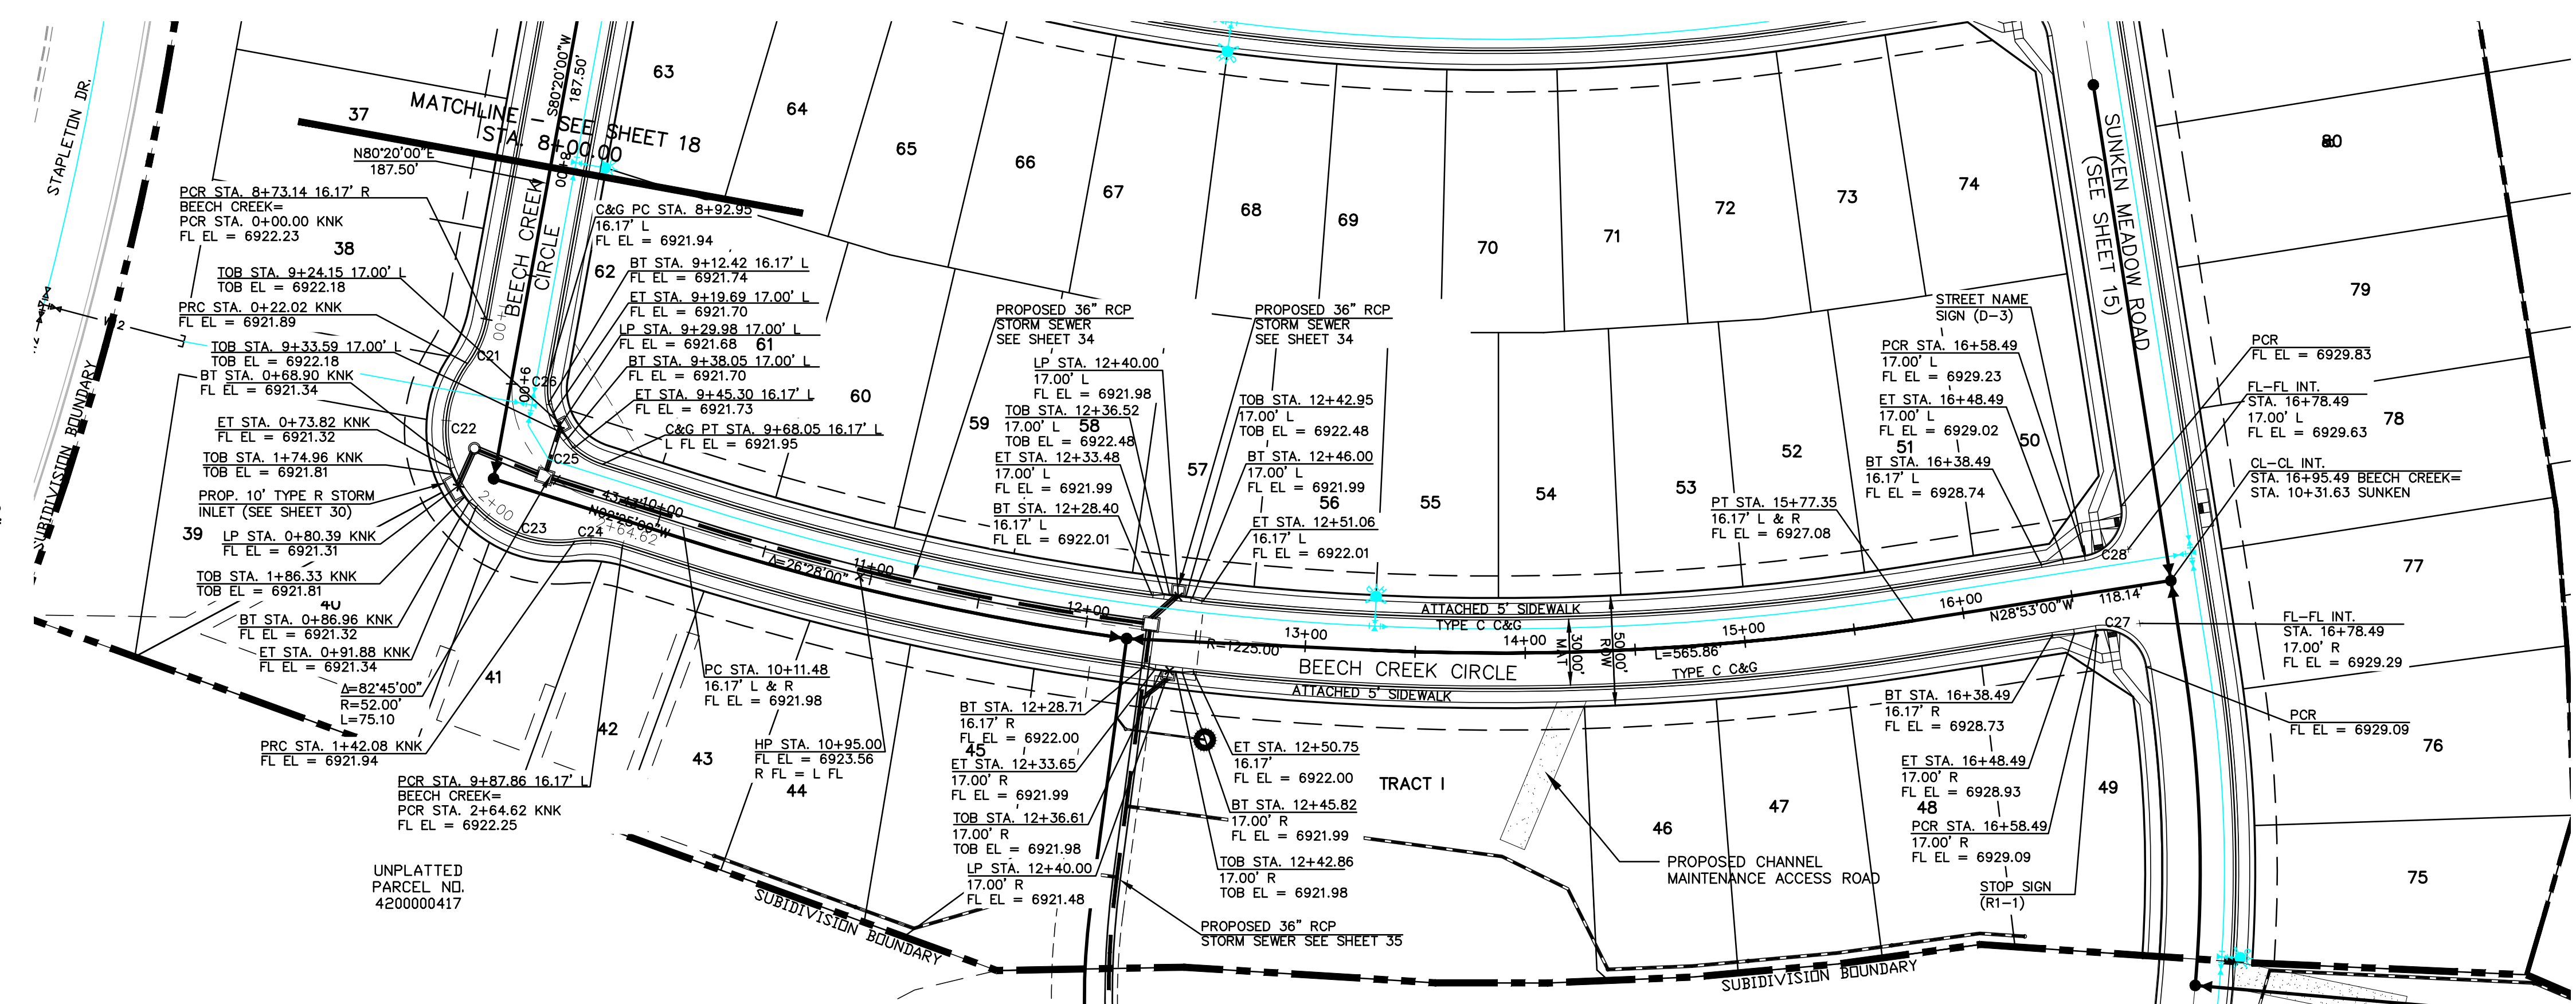 STAPLETON DR.
SUBDIVISION BOUNDARY
W2
37
MATCHLINE - SEE SHEET 18
STA. 8+00.00
S80°20'00"W
187.50'
N80°20'00"E
187.50'
8+00
63
64
65
66
67
68
69
70
71
72
73
74
80
79
78
77
76
75
PCR STA. 8+73.14 16.17' R
BEECH CREEK=
PCR STA. 0+00.00 KNK
FL EL = 6922.23
38
TOB STA. 9+24.15 17.00' L
TOB EL = 6922.18
PRC STA. 0+22.02 KNK
FL EL = 6921.89
TOB STA. 9+33.59 17.00' L
TOB EL = 6922.18
BT STA. 0+68.90 KNK
FL EL = 6921.34
ET STA. 0+73.82 KNK
FL EL = 6921.32
TOB STA. 1+74.96 KNK
TOB EL = 6921.81
PROP. 10' TYPE R STORM
INLET (SEE SHEET 30)
39
LP STA. 0+80.39 KNK
FL EL = 6921.31
TOB STA. 1+86.33 KNK
TOB EL = 6921.81
40
BT STA. 0+86.96 KNK
FL EL = 6921.32
ET STA. 0+91.88 KNK
FL EL = 6921.34
Δ=82°45'00"
R=52.00'
L=75.10
PRC STA. 1+42.08 KNK
FL EL = 6921.94
PCR STA. 9+87.86 16.17' L
BEECH CREEK=
PCR STA. 2+64.62 KNK
FL EL = 6922.25
UNPLATTED
PARCEL NO.
4200000417
BEECH CREEK
CIRCLE
C21
C22
C23
C24
C25
C26
9+00
2+00
2+64.62
C&G PC STA. 8+92.95
16.17' L
FL EL = 6921.94
62
BT STA. 9+12.42 16.17' L
FL EL = 6921.74
ET STA. 9+19.69 17.00' L
FL EL = 6921.70
LP STA. 9+29.98 17.00' L
FL EL = 6921.68
61
BT STA. 9+38.05 17.00' L
FL EL = 6921.70
ET STA. 9+45.30 16.17' L
FL EL = 6921.73
60
C&G PT STA. 9+68.05 16.17' L
L FL EL = 6921.95
10+00
Δ=26°28'00"
11+00
12+00
41
42
43
44
45
PC STA. 10+11.48
16.17' L & R
FL EL = 6921.98
HP STA. 10+95.00
FL EL = 6923.56
R FL = L FL
59
PROPOSED 36" RCP
STORM SEWER
SEE SHEET 34
LP STA. 12+40.00
17.00' L
FL EL = 6921.98
TOB STA. 12+36.52
17.00' L
TOB EL = 6922.48
58
ET STA. 12+33.48
17.00' L
FL EL = 6921.99
BT STA. 12+28.40
16.17' L
FL EL = 6922.01
57
PROPOSED 36" RCP
STORM SEWER
SEE SHEET 34
TOB STA. 12+42.95
17.00' L
TOB EL = 6922.48
BT STA. 12+46.00
17.00' L
FL EL = 6921.99
56
ET STA. 12+51.06
16.17' L
FL EL = 6922.01
55
54
53
52
51
50
R=1225.00'
13+00
14+00
15+00
16+00
ATTACHED 5' SIDEWALK
TYPE C C&G
30.00'
MAT
50.00'
ROW
L=565.86'
N28°53'00"W
118.14'
BEECH CREEK CIRCLE
TYPE C C&G
ATTACHED 5' SIDEWALK
BT STA. 12+28.71
16.17' R
FL EL = 6922.00
ET STA. 12+33.65
17.00' R
FL EL = 6921.99
TOB STA. 12+36.61
17.00' R
TOB EL = 6921.98
LP STA. 12+40.00
17.00' R
FL EL = 6921.48
ET STA. 12+50.75
16.17'
FL EL = 6922.00
BT STA. 12+45.82
17.00' R
FL EL = 6921.99
TOB STA. 12+42.86
17.00' R
TOB EL = 6921.98
PROPOSED 36" RCP
STORM SEWER SEE SHEET 35
TRACT I
46
47
48
49
PROPOSED CHANNEL
MAINTENANCE ACCESS ROAD
SUBIDIVISION BOUNDARY
SUBIDIVISION BOUNDARY
STREET NAME
SIGN (D-3)
PCR STA. 16+58.49
17.00' L
FL EL = 6929.23
ET STA. 16+48.49
17.00' L
FL EL = 6929.02
BT STA. 16+38.49
16.17' L
FL EL = 6928.74
PT STA. 15+77.35
16.17' L & R
FL EL = 6927.08
SUNKEN MEADOW ROAD
(SEE SHEET 15)
C28
C27
PCR
FL EL = 6929.83
FL-FL INT.
STA. 16+78.49
17.00' L
FL EL = 6929.63
CL-CL INT.
STA. 16+95.49 BEECH CREEK=
STA. 10+31.63 SUNKEN
FL-FL INT.
STA. 16+78.49
17.00' R
FL EL = 6929.29
PCR
FL EL = 6929.09
BT STA. 16+38.49
16.17' R
FL EL = 6928.73
ET STA. 16+48.49
17.00' R
FL EL = 6928.93
PCR STA. 16+58.49
17.00' R
FL EL = 6929.09
STOP SIGN
(R1-1)